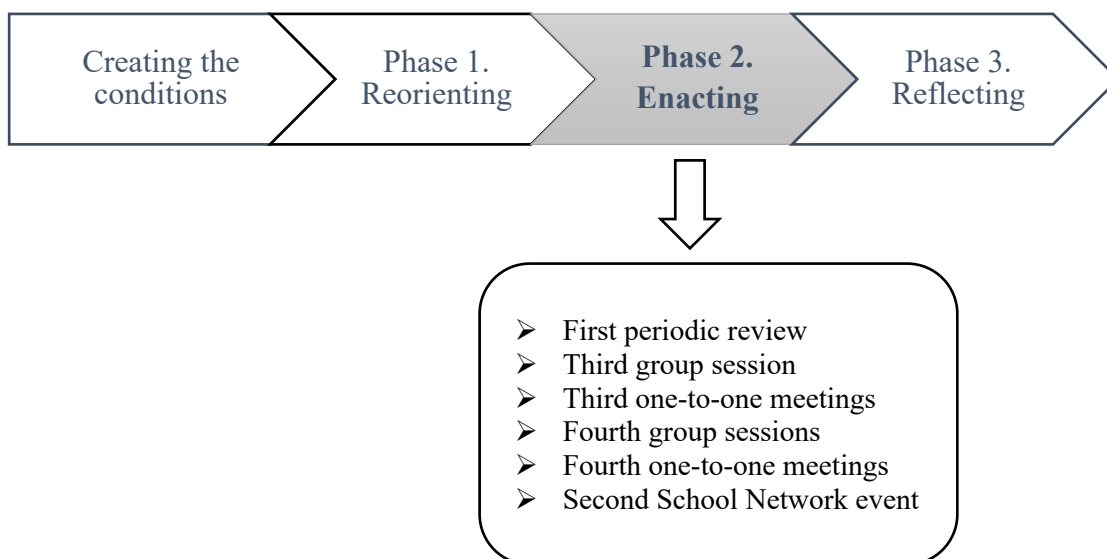 Creating the
conditions
Phase 1.
Reorienting
Phase 2.
Enacting
Phase 3.
Reflecting
➢ First periodic review
➢ Third group session
➢ Third one-to-one meetings
➢ Fourth group sessions
➢ Fourth one-to-one meetings
➢ Second School Network event